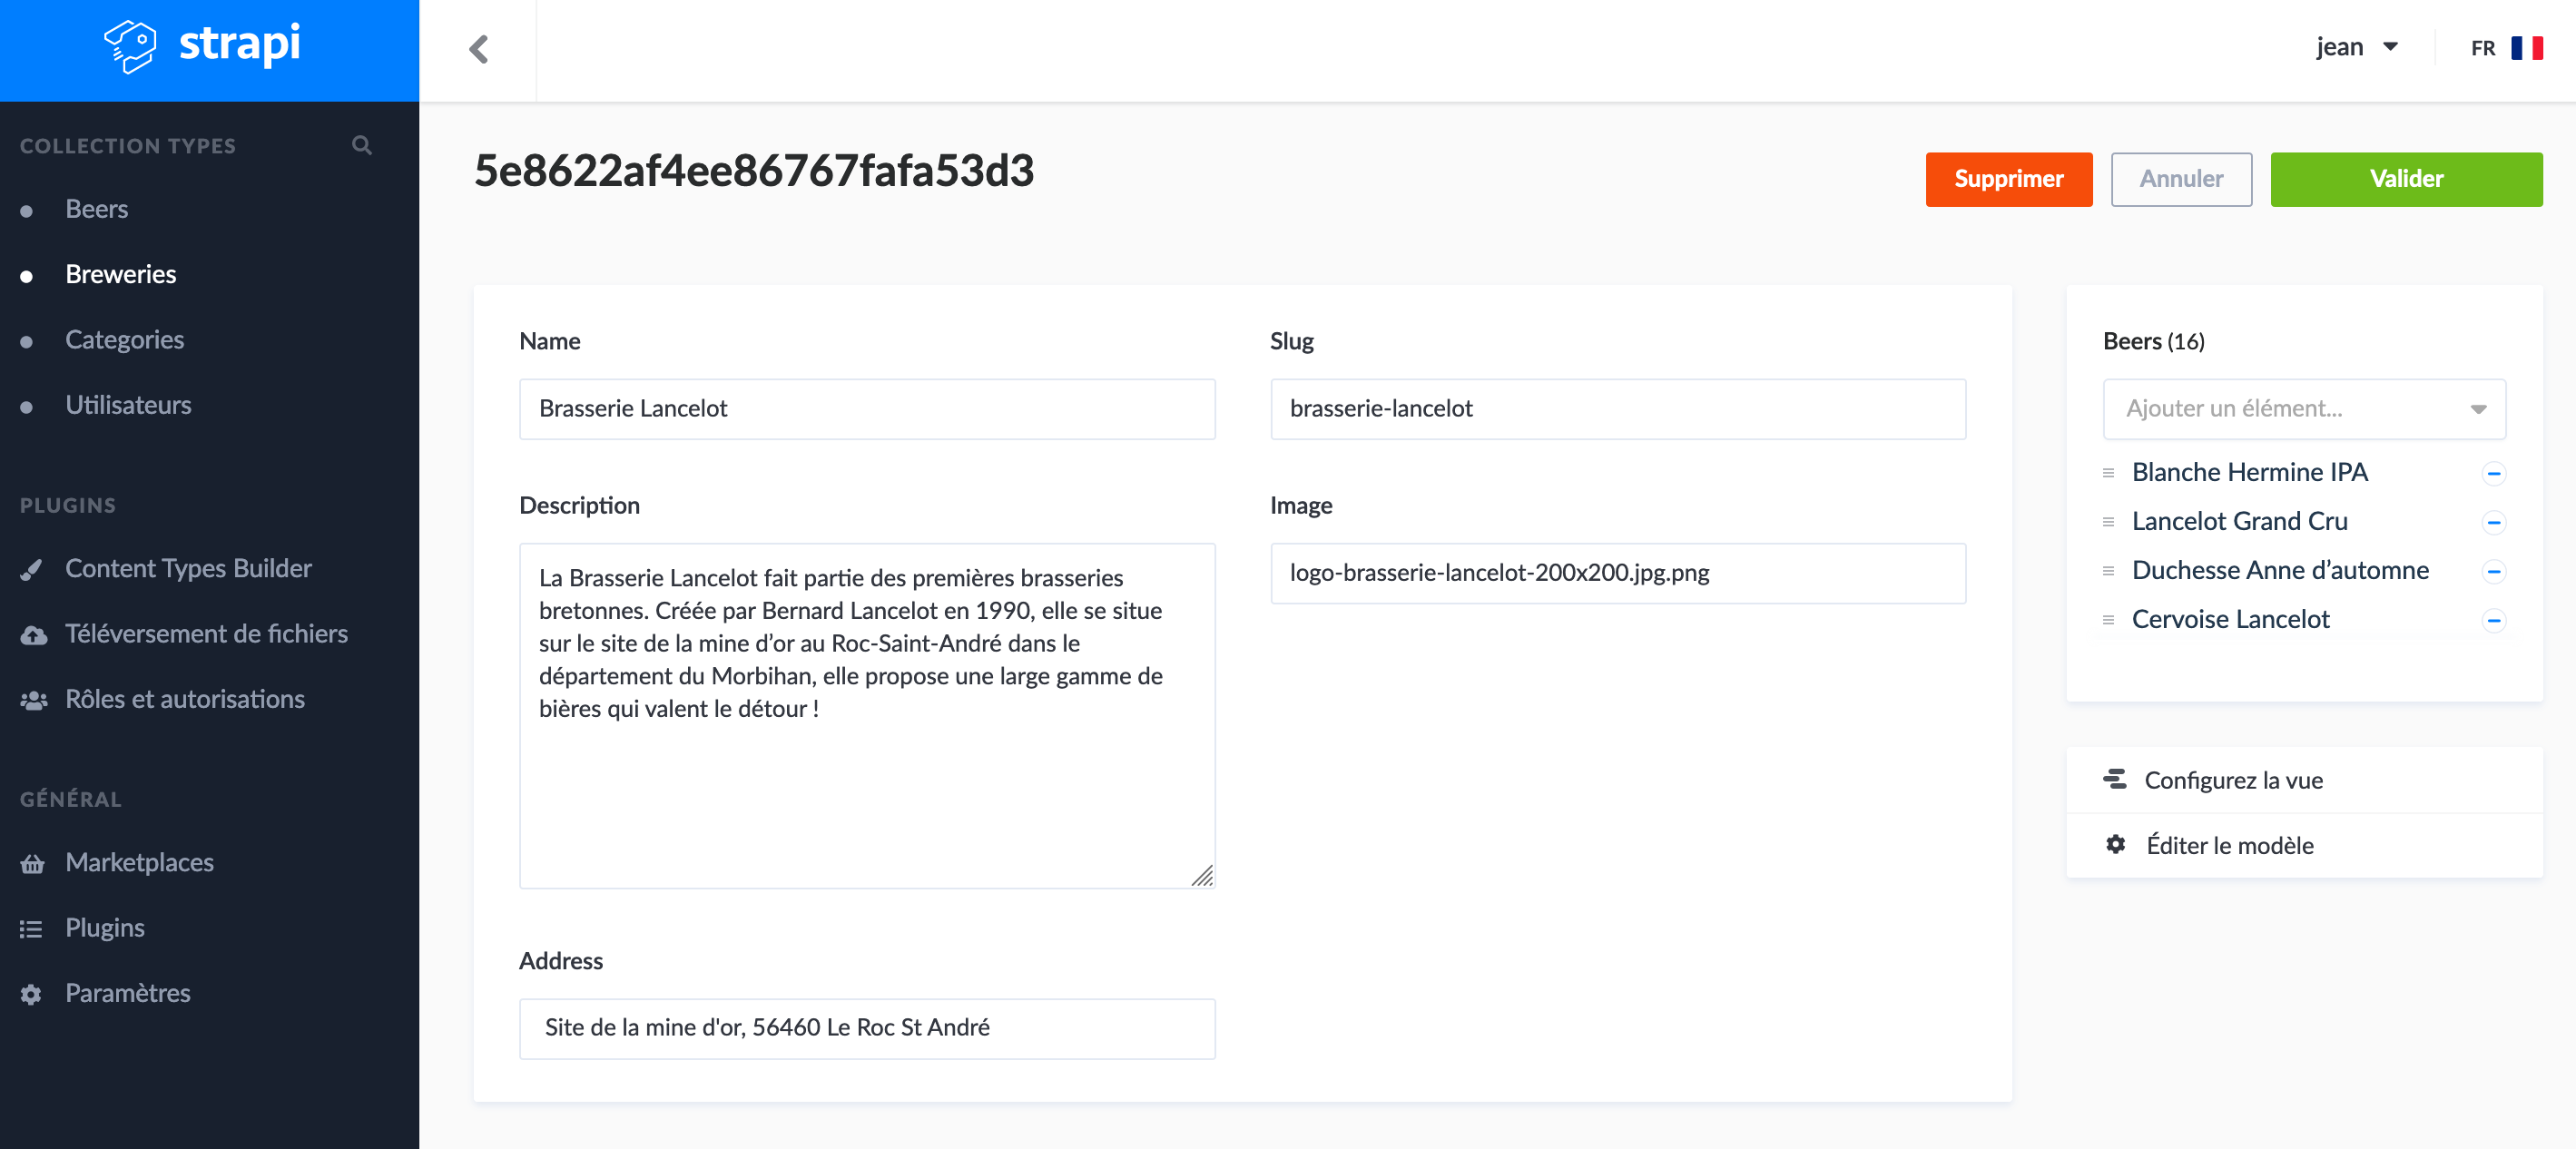 strapi
jean
FR
COLLECTION TYPES
Beers
Breweries
Categories
Utilisateurs
PLUGINS
Content Types Builder
Téléversement de fichiers
Rôles et autorisations
GÉNÉRAL
Marketplaces
Plugins
Paramètres
5e8622af4ee86767fafa53d3
Supprimer
Annuler
Valider
Name
Brasserie Lancelot
Slug
brasserie-lancelot
Description
La Brasserie Lancelot fait partie des premières brasseries
bretonnes. Créée par Bernard Lancelot en 1990, elle se situe
sur le site de la mine d’or au Roc-Saint-André dans le
département du Morbihan, elle propose une large gamme de
bières qui valent le détour !
Image
logo-brasserie-lancelot-200x200.jpg.png
Address
Site de la mine d'or, 56460 Le Roc St André
Beers (16)
Ajouter un élément...
Blanche Hermine IPA
Lancelot Grand Cru
Duchesse Anne d’automne
Cervoise Lancelot
Configurez la vue
Éditer le modèle